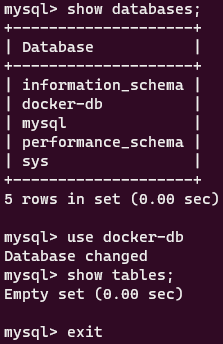 mysql> show databases;
+--------------------+
| Database           |
+--------------------+
| information_schema |
| docker-db          |
| mysql              |
| performance_schema |
| sys                |
+--------------------+
5 rows in set (0.00 sec)
mysql> use docker-db
Database changed
mysql> show tables;
Empty set (0.00 sec)
mysql> exit